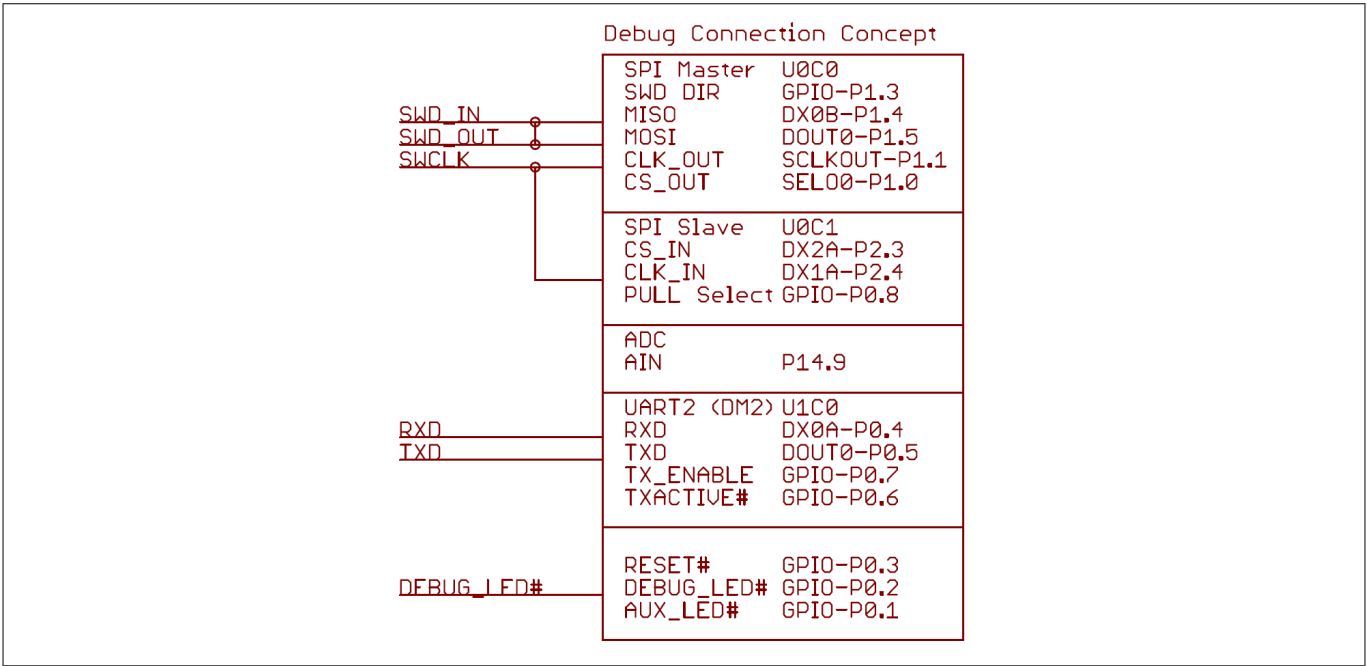 Debug Connection Concept
SPI Master U0C0
SWD DIR GPIO-P1.3
SWD_IN MISO DX0B-P1.4
SWD_OUT MOSI DOUT0-P1.5
SWCLK CLK_OUT SCLKOUT-P1.1
CS_OUT SELO0-P1.0
SPI Slave U0C1
CS_IN DX2A-P2.3
CLK_IN DX1A-P2.4
PULL Select GPIO-P0.8
ADC
AIN P14.9
UART2 (DM2) U1C0
RXD RXD DX0A-P0.4
TXD TXD DOUT0-P0.5
TX_ENABLE GPIO-P0.7
TXACTIVE# GPIO-P0.6
RESET# GPIO-P0.3
DEBUG_LED# DEBUG_LED# GPIO-P0.2
AUX_LED# GPIO-P0.1